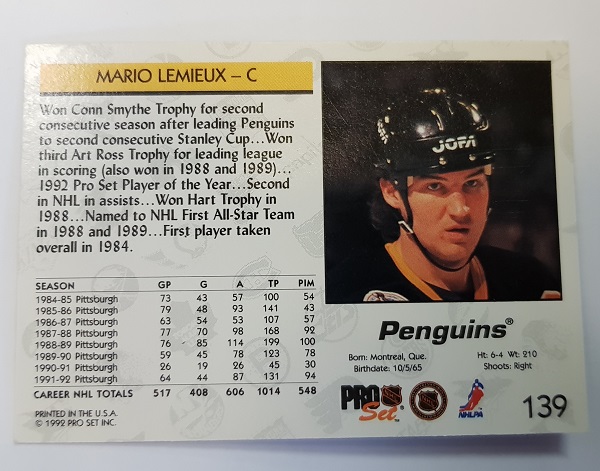 MARIO LEMIEUX – C
Won Conn Smythe Trophy for second
consecutive season after leading Penguins
to second consecutive Stanley Cup...Won
third Art Ross Trophy for leading league
in scoring (also won in 1988 and 1989)...
1992 Pro Set Player of the Year...Second
in NHL in assists...Won Hart Trophy in
1988...Named to NHL First All-Star Team
in 1988 and 1989...First player taken
overall in 1984.
SEASON GP G A TP PIM
1984-85 Pittsburgh 73 43 57 100 54
1985-86 Pittsburgh 79 48 93 141 43
1986-87 Pittsburgh 63 54 53 107 57
1987-88 Pittsburgh 77 70 98 168 92
1988-89 Pittsburgh 76 85 114 199 100
1989-90 Pittsburgh 59 45 78 123 78
1990-91 Pittsburgh 26 19 26 45 30
1991-92 Pittsburgh 64 44 87 131 94
CAREER NHL TOTALS 517 408 606 1014 548
PRINTED IN THE U.S.A.
© 1992 PRO SET INC.
JOFA
Penguins®
Born: Montreal, Que.
Birthdate: 10/5/65
Ht: 6-4 Wt: 210
Shoots: Right
PRO Set
NHLPA
139